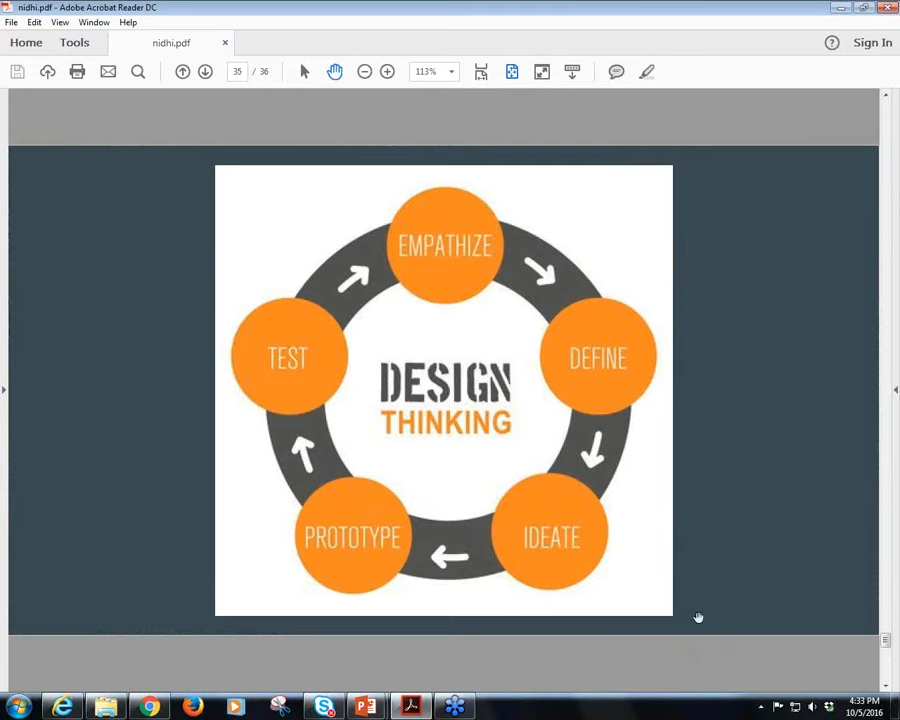 nidhi.pdf - Adobe Acrobat Reader DC
File Edit View Window Help
Home Tools nidhi.pdf × ? Sign In
35 / 36 113%
EMPATHIZE
TEST
DEFINE
DESIGN
THINKING
PROTOTYPE
IDEATE
4:33 PM
10/5/2016